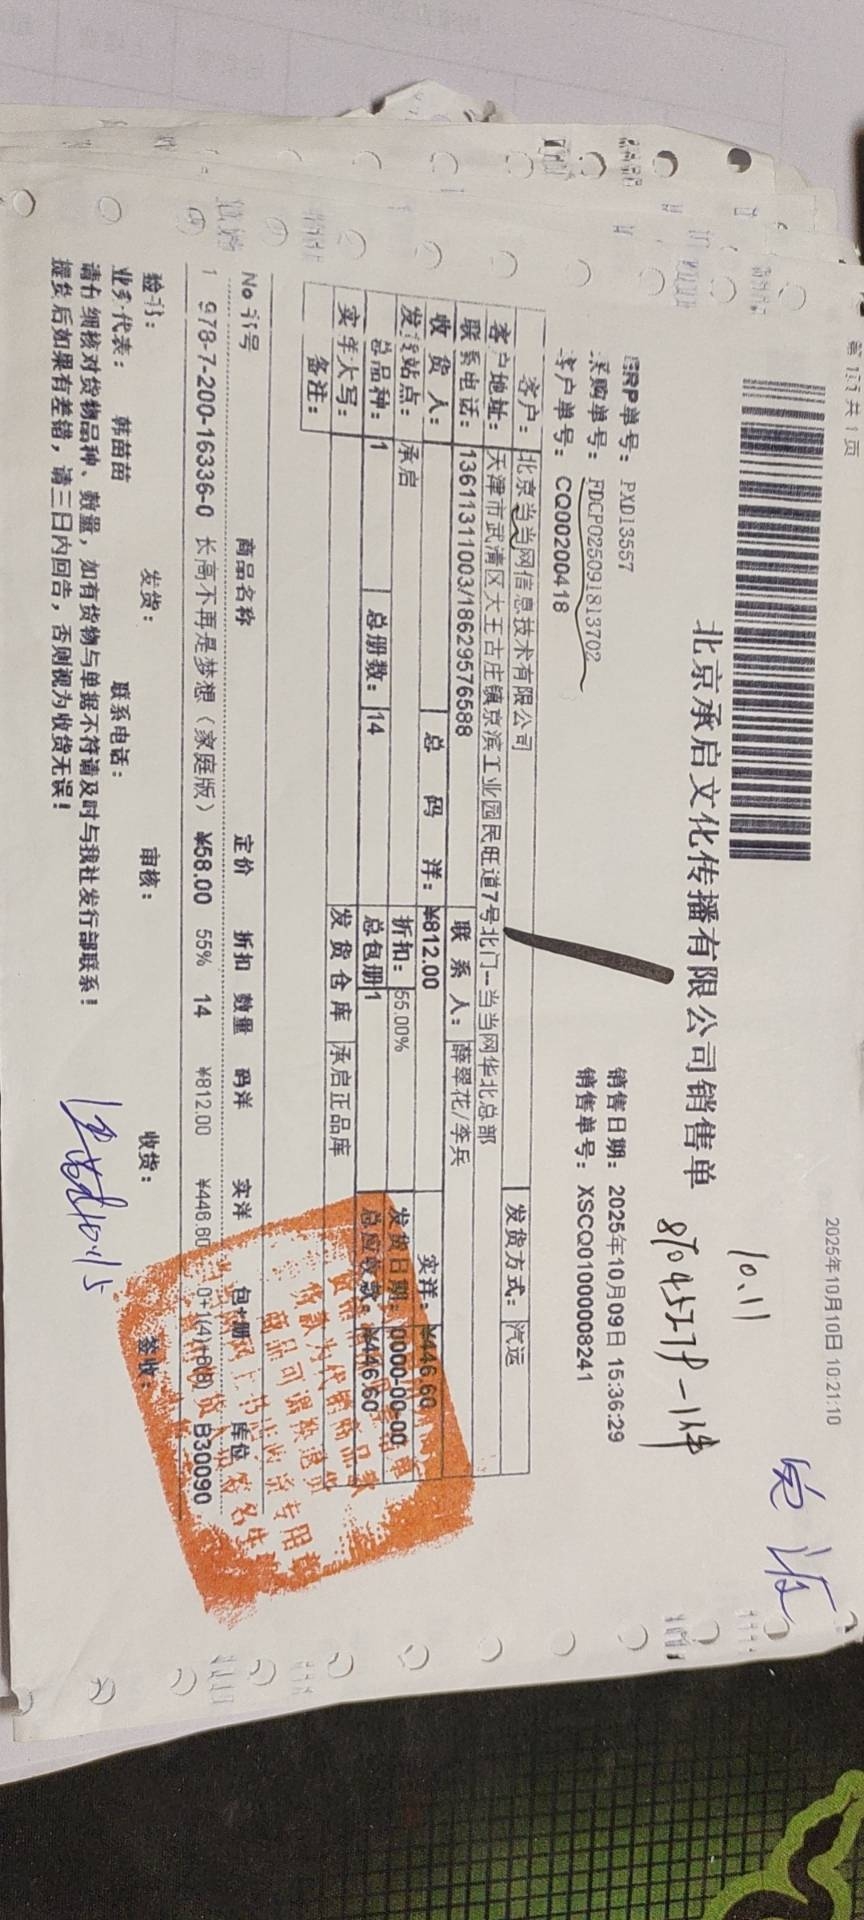 第1页 共1页
2025年10月10日 10:21:10
完
10.11
北京承启文化传播有限公司销售单
ERP单号： PXD13557
采购单号： FDCP025091813702
销售日期： 2025年10月09日 15:36:29
客户单号： CQ00200418
销售单号： XSCQ01000008241
客户： 北京当当网信息技术有限公司 发货方式： 汽运
客户地址： 天津市武清区大王古庄镇京滨工业园民旺道7号北门--当当网华北总部
联系电话： 13611311003/18629576588 联系人： 薛翠花/李兵
收货人： 总码洋： ¥812.00 实洋： ¥446.60
发货站点： 承启 折扣： 55.00% 发货日期： 0000-00-00
总品种： 1 总册数： 14 总包册 1 总应收款： ¥446.60
实洋大写： 发货仓库 承启正品库
备注：
No 订号 商品名称 定价 折扣 数量 码洋 实洋 包+册 库位
1 978-7-200-16336-0 长高不再是梦想（家庭版） ¥58.00 55% 14 ¥812.00 ¥446.60 0+1(4)+8(8) B30090
验订： 发货： 审核： 收货： 签收：
业务代表： 韩苗苗 联系电话：
请仔细核对货物品种、数量，如有货物与单据不符请及时与我社发行部联系！
提货后如果有差错，请三日内回告，否则视为收货无误！